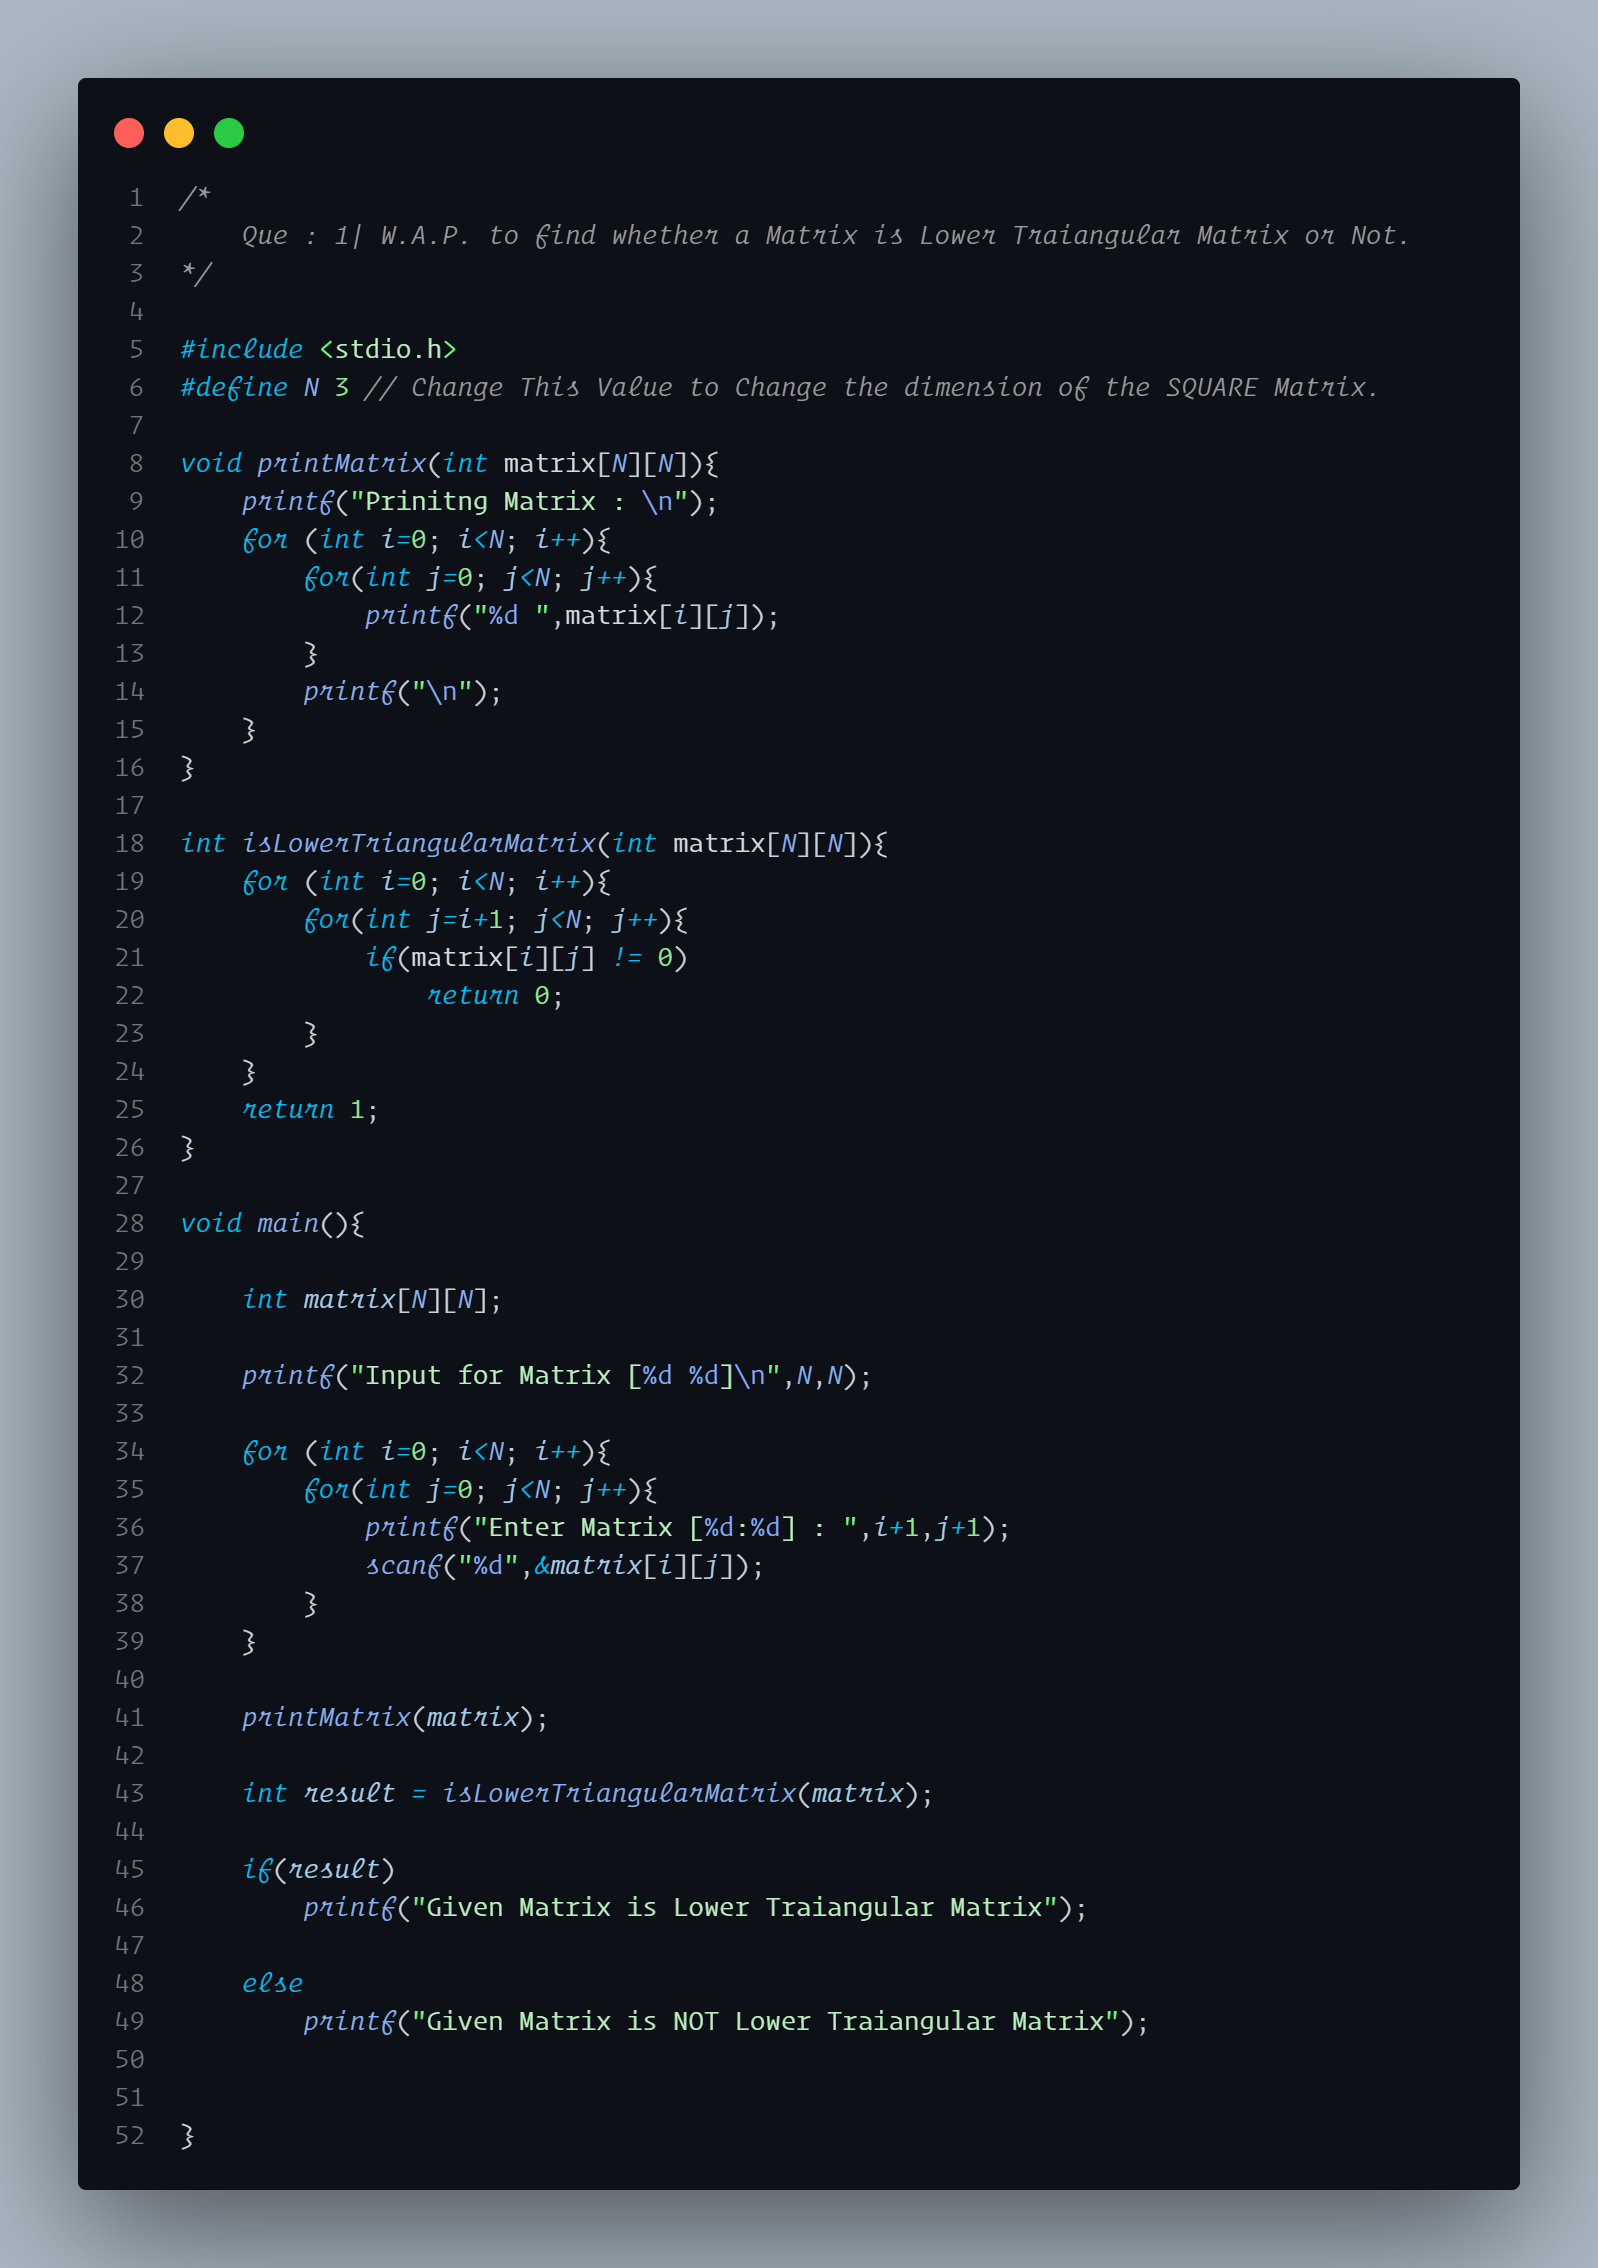 1 /*
2     Que : 1| W.A.P. to find whether a Matrix is Lower Traiangular Matrix or Not.
3 */
4
5 #include <stdio.h>
6 #define N 3 // Change This Value to Change the dimension of the SQUARE Matrix.
7
8 void printMatrix(int matrix[N][N]){
9     printf("Prinitng Matrix : \n");
10     for (int i=0; i<N; i++){
11         for(int j=0; j<N; j++){
12             printf("%d ",matrix[i][j]);
13         }
14         printf("\n");
15     }
16 }
17
18 int isLowerTriangularMatrix(int matrix[N][N]){
19     for (int i=0; i<N; i++){
20         for(int j=i+1; j<N; j++){
21             if(matrix[i][j] != 0)
22                 return 0;
23         }
24     }
25     return 1;
26 }
27
28 void main(){
29
30     int matrix[N][N];
31
32     printf("Input for Matrix [%d %d]\n",N,N);
33
34     for (int i=0; i<N; i++){
35         for(int j=0; j<N; j++){
36             printf("Enter Matrix [%d:%d] : ",i+1,j+1);
37             scanf("%d",&matrix[i][j]);
38         }
39     }
40
41     printMatrix(matrix);
42
43     int result = isLowerTriangularMatrix(matrix);
44
45     if(result)
46         printf("Given Matrix is Lower Traiangular Matrix");
47
48     else
49         printf("Given Matrix is NOT Lower Traiangular Matrix");
50
51
52 }